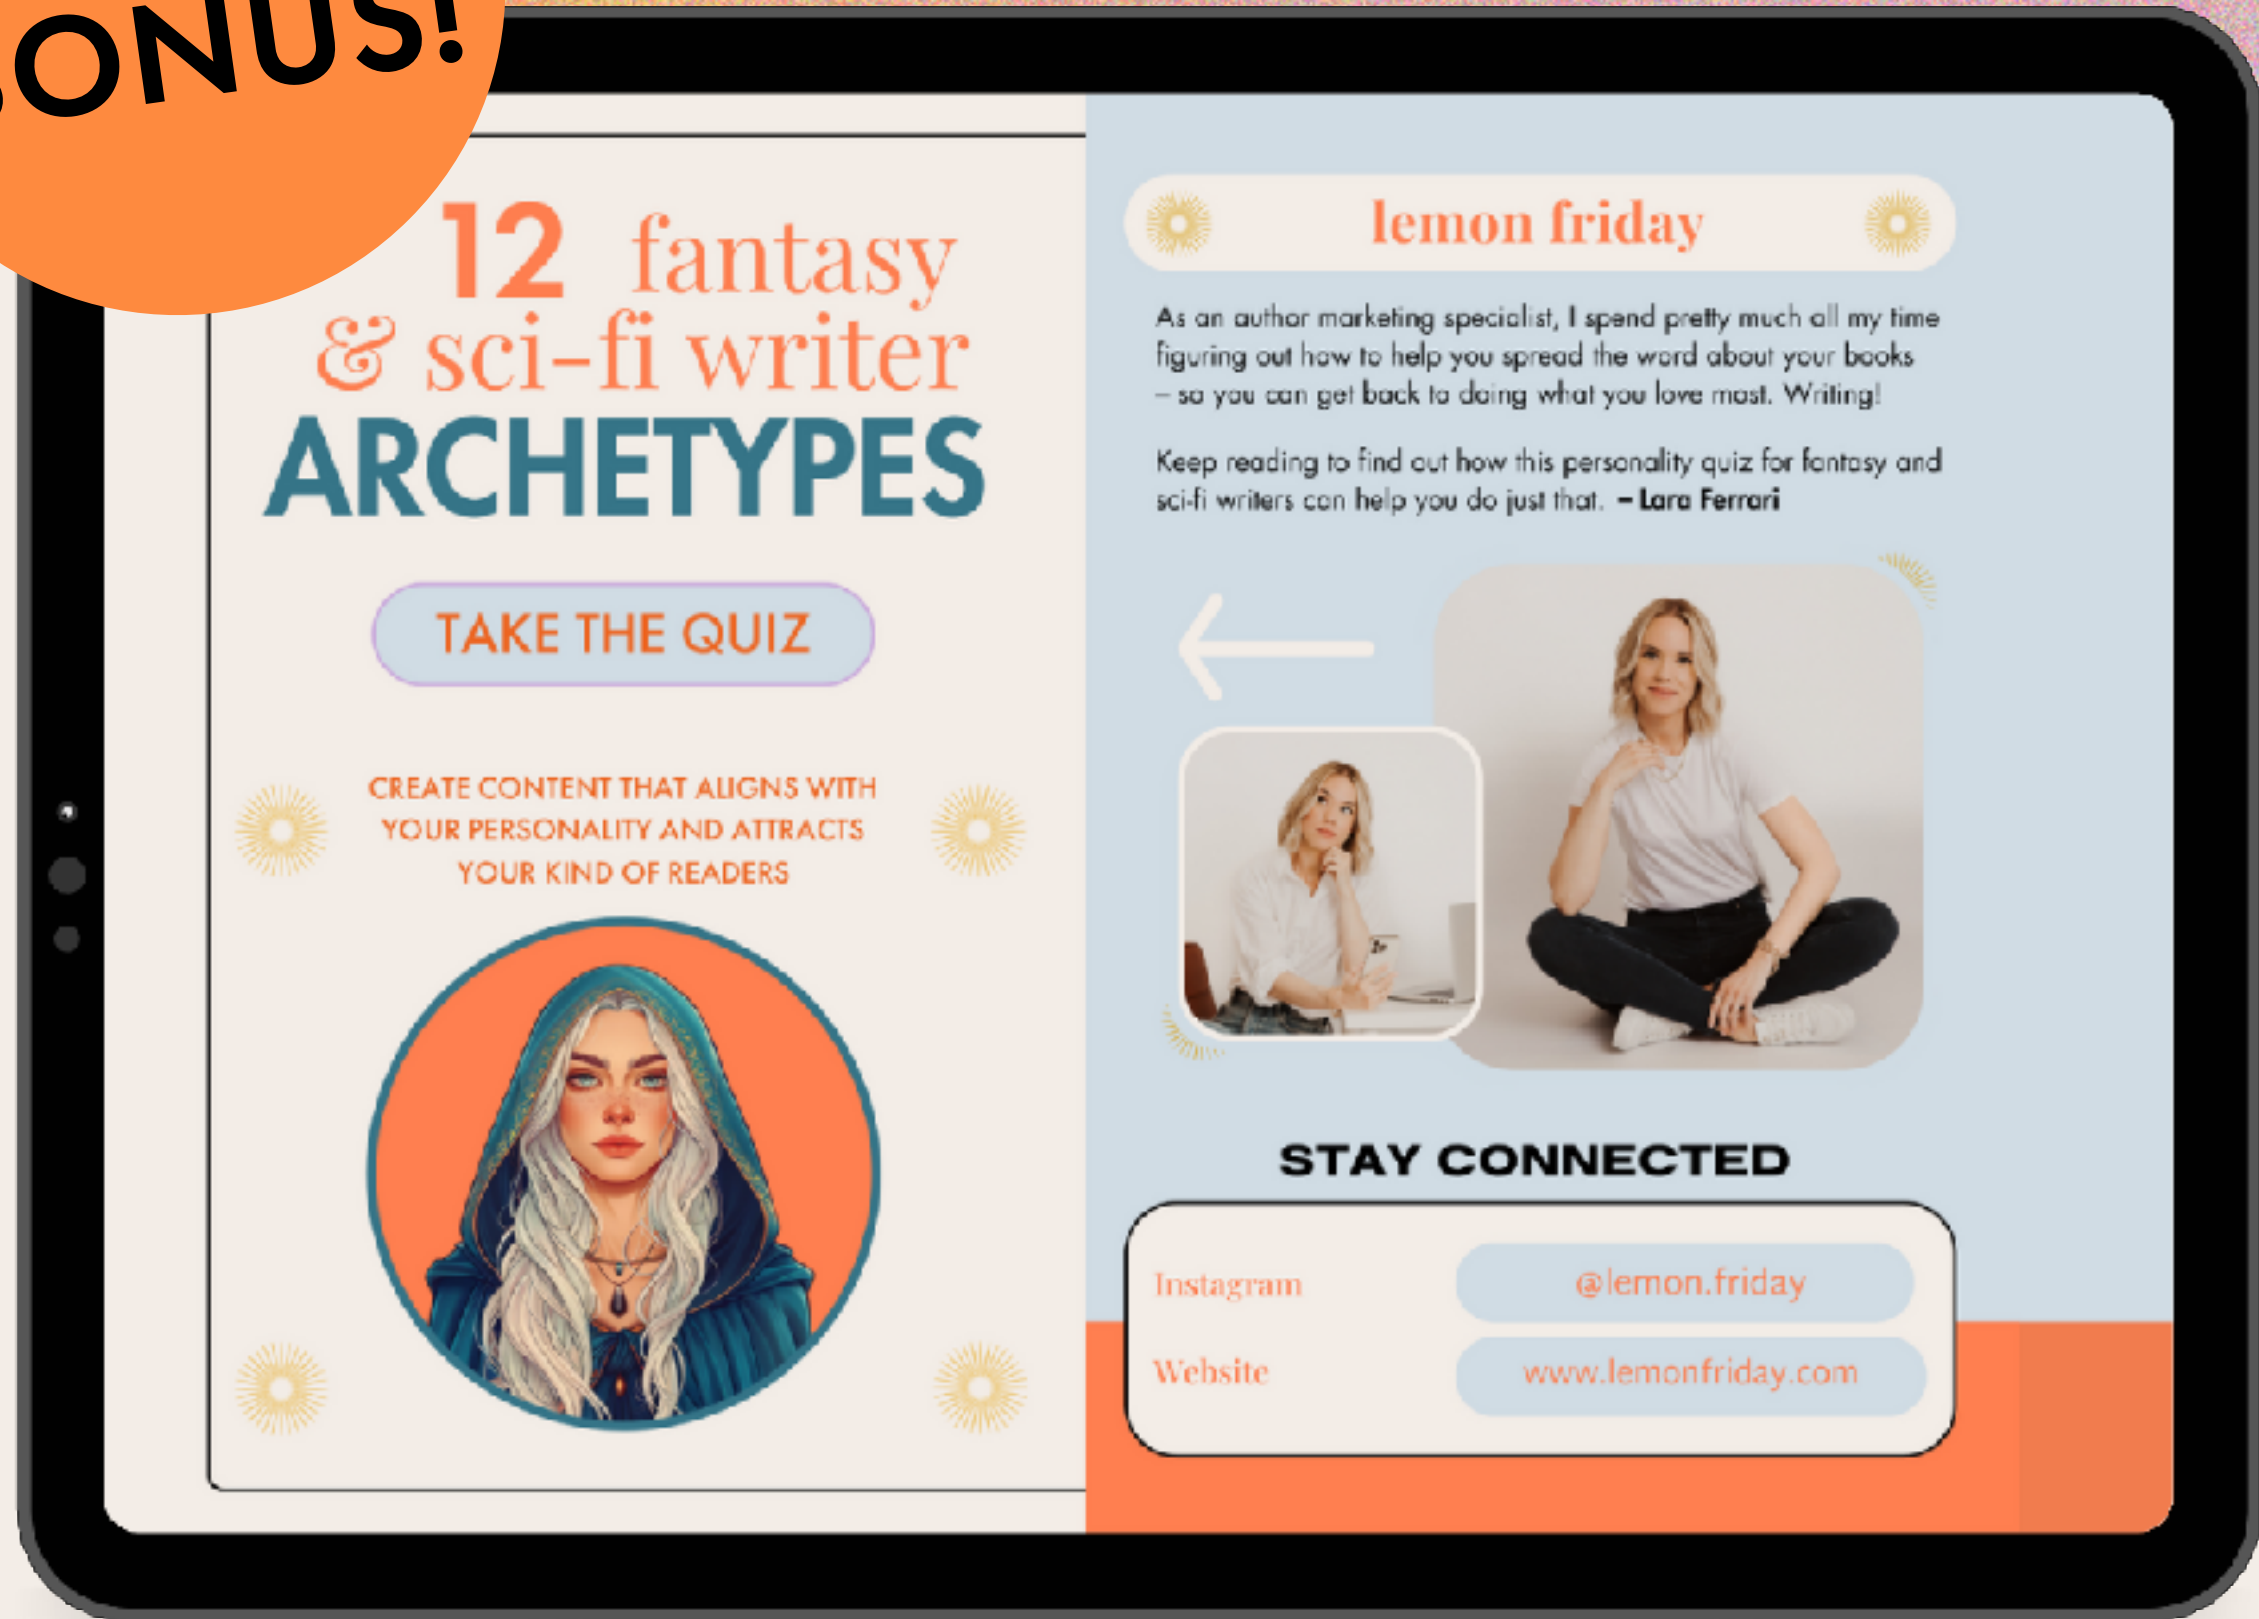 ONUS!
12 fantasy
& sci-fi writer
ARCHETYPES
TAKE THE QUIZ
CREATE CONTENT THAT ALIGNS WITH
YOUR PERSONALITY AND ATTRACTS
YOUR KIND OF READERS
lemon friday
As an author marketing specialist, I spend pretty much all my time
figuring out how to help you spread the word about your books
– so you can get back to doing what you love most. Writing!
Keep reading to find out how this personality quiz for fantasy and
sci-fi writers can help you do just that. – Lara Ferrari
STAY CONNECTED
Instagram @lemon.friday
Website www.lemonfriday.com